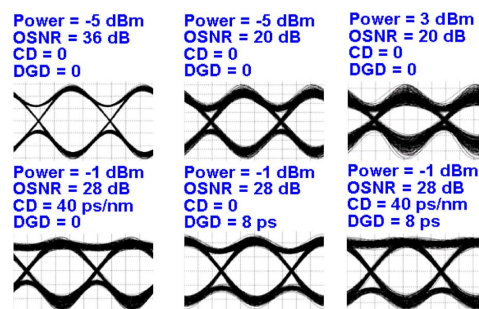 Power = -5 dBm
OSNR = 36 dB
CD = 0
DGD = 0
Power = -5 dBm
OSNR = 20 dB
CD = 0
DGD = 0
Power = 3 dBm
OSNR = 20 dB
CD = 0
DGD = 0
Power = -1 dBm
OSNR = 28 dB
CD = 40 ps/nm
DGD = 0
Power = -1 dBm
OSNR = 28 dB
CD = 0
DGD = 8 ps
Power = -1 dBm
OSNR = 28 dB
CD = 40 ps/nm
DGD = 8 ps